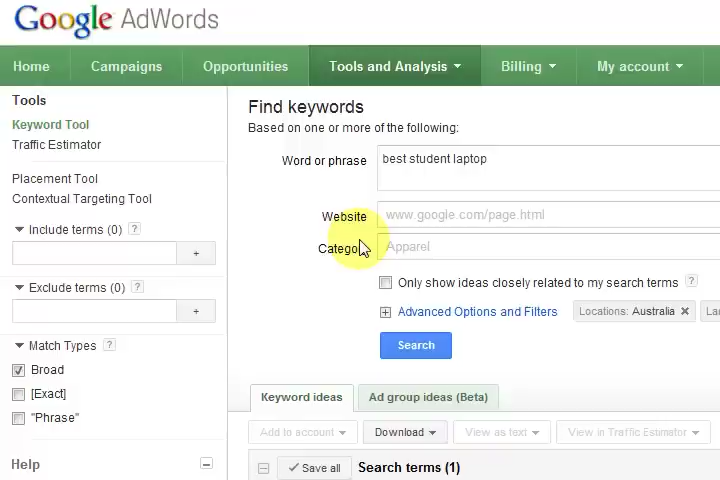 Google AdWords
Home Campaigns Opportunities Tools and Analysis Billing My account
Tools
Keyword Tool
Traffic Estimator
Placement Tool
Contextual Targeting Tool
Include terms (0) ?
+
Exclude terms (0) ?
+
Match Types ?
Broad
[Exact]
"Phrase"
Help
Find keywords
Based on one or more of the following:
Word or phrase best student laptop
Website www.google.com/page.html
Apparel
Only show ideas closely related to my search terms ?
Advanced Options and Filters Locations: Australia ×
Search
Keyword ideas Ad group ideas (Beta)
Add to account Download View as text View in Traffic Estimator
Save all Search terms (1)